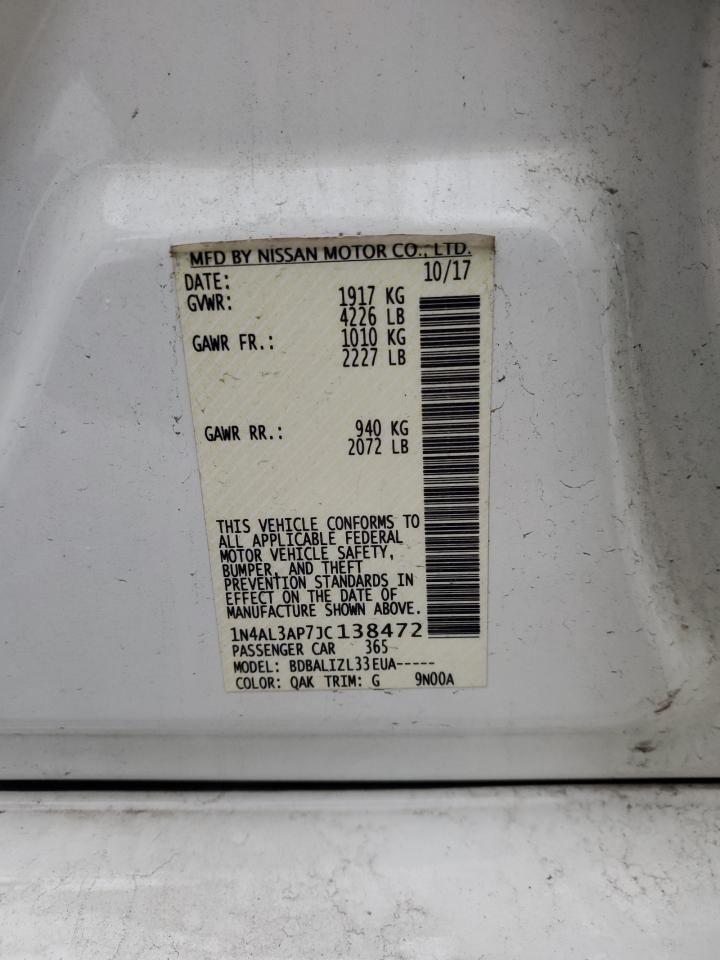 MFD BY NISSAN MOTOR CO., LTD.
DATE: 10/17
GVWR: 1917 KG
4226 LB
GAWR FR.: 1010 KG
2227 LB
GAWR RR.: 940 KG
2072 LB
THIS VEHICLE CONFORMS TO
ALL APPLICABLE FEDERAL
MOTOR VEHICLE SAFETY,
BUMPER, AND THEFT
PREVENTION STANDARDS IN
EFFECT ON THE DATE OF
MANUFACTURE SHOWN ABOVE.
1N4AL3AP7JC138472
PASSENGER CAR 365
MODEL: BDBALIZL33EUA-----
COLOR: QAK TRIM: G 9N00A